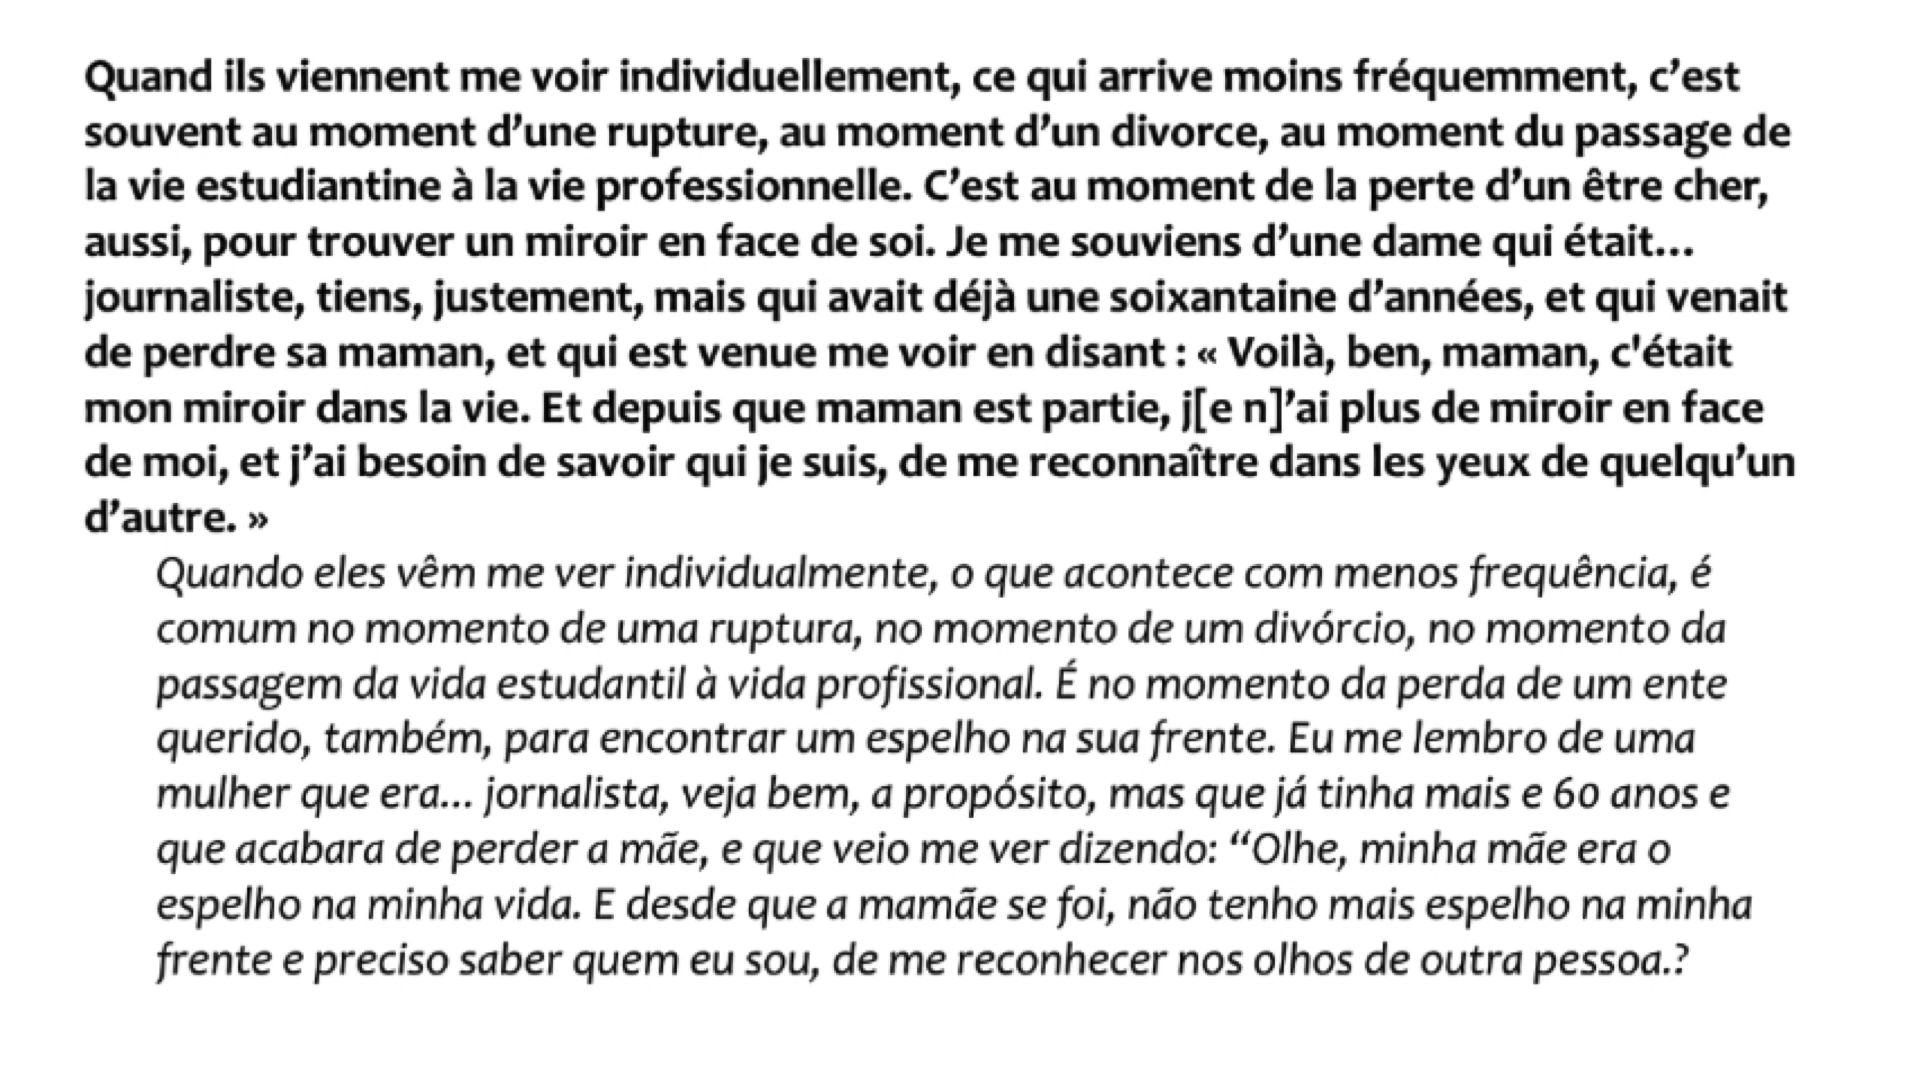 Quand ils viennent me voir individuellement, ce qui arrive moins fréquemment, c’est
souvent au moment d’une rupture, au moment d’un divorce, au moment du passage de
la vie estudiantine à la vie professionnelle. C’est au moment de la perte d’un être cher,
aussi, pour trouver un miroir en face de soi. Je me souviens d’une dame qui était...
journaliste, tiens, justement, mais qui avait déjà une soixantaine d’années, et qui venait
de perdre sa maman, et qui est venue me voir en disant : « Voilà, ben, maman, c'était
mon miroir dans la vie. Et depuis que maman est partie, j[e n]’ai plus de miroir en face
de moi, et j’ai besoin de savoir qui je suis, de me reconnaître dans les yeux de quelqu’un
d’autre. »
Quando eles vêm me ver individualmente, o que acontece com menos frequência, é
comum no momento de uma ruptura, no momento de um divórcio, no momento da
passagem da vida estudantil à vida profissional. É no momento da perda de um ente
querido, também, para encontrar um espelho na sua frente. Eu me lembro de uma
mulher que era... jornalista, veja bem, a propósito, mas que já tinha mais e 60 anos e
que acabara de perder a mãe, e que veio me ver dizendo: “Olhe, minha mãe era o
espelho na minha vida. E desde que a mamãe se foi, não tenho mais espelho na minha
frente e preciso saber quem eu sou, de me reconhecer nos olhos de outra pessoa.?